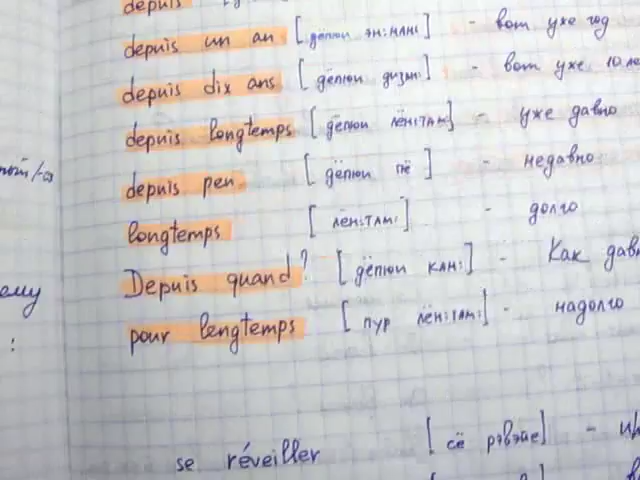 depuis
depuis un an [дёпюи эн:нан:] - вот уже год
depuis dix ans [дёпюи дизан:] - вот уже 10 ле
depuis longtemps [дёпюи лён:там:] - уже давно
depuis peu [дёпюи пё] - недавно
longtemps [лён:там:] - долго
Depuis quand? [дёпюи кан:] - Как дав
pour longtemps [пур лён:там:] - надолго
ему
:
se réveiller [сё рэвэйе] -